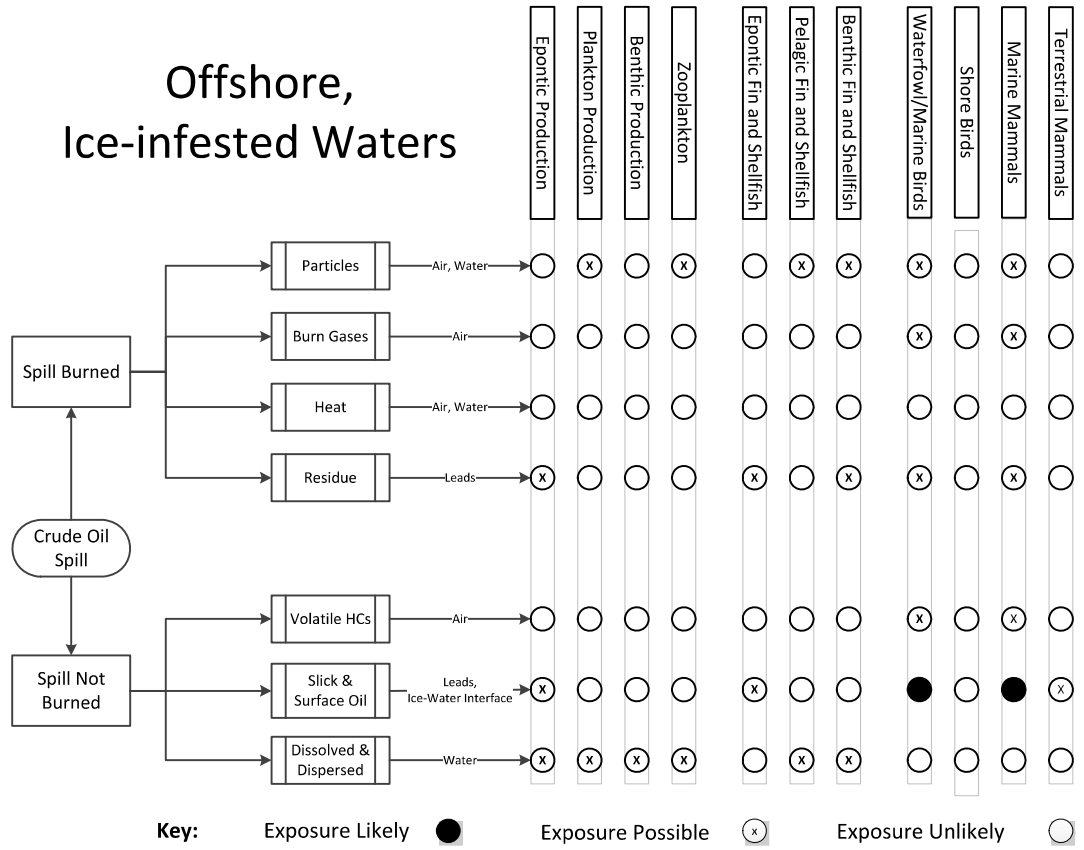 Offshore,
Ice-infested Waters
Epontic Production
Plankton Production
Benthic Production
Zooplankton
Epontic Fin and Shellfish
Pelagic Fin and Shellfish
Benthic Fin and Shellfish
Waterfowl/Marine Birds
Shore Birds
Marine Mammals
Terrestrial Mammals
Particles Air, Water x x x x x x
Burn Gases Air x x
Spill Burned
Heat Air, Water
Residue Leads x x x x x
Crude Oil
Spill
Volatile HCs Air x x
Spill Not
Burned
Slick &
Surface Oil
Leads,
Ice-Water Interface
x x x
Dissolved &
Dispersed
Water x x x x x x
Key: Exposure Likely Exposure Possible x Exposure Unlikely